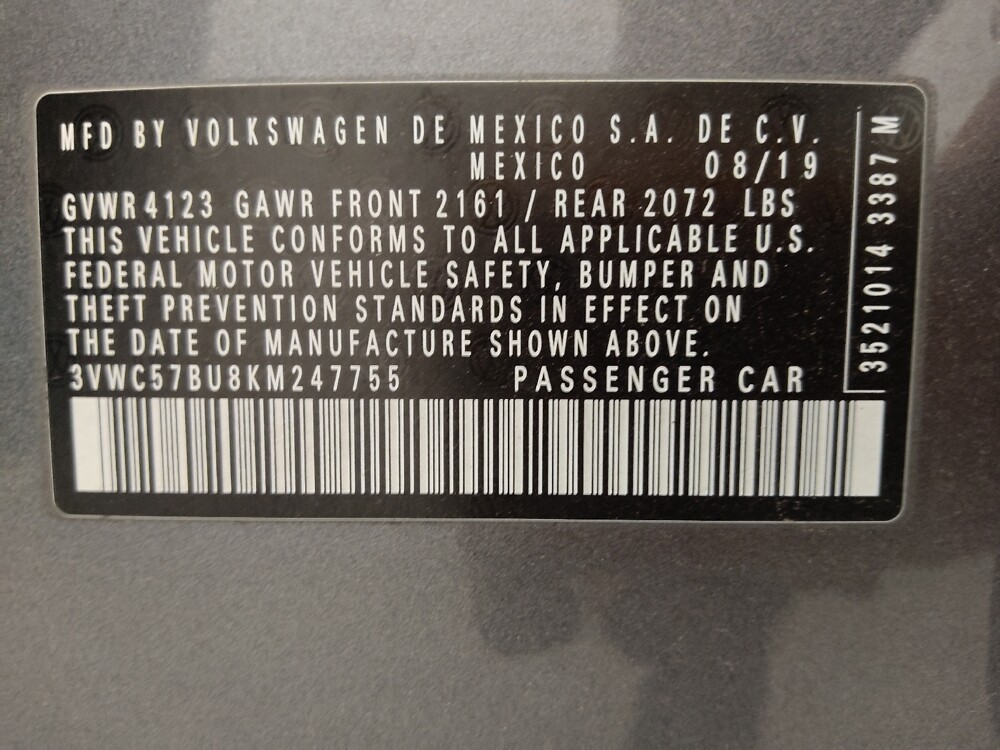 MFD BY VOLKSWAGEN DE MEXICO S.A. DE C.V.
MEXICO 08/19
GVWR 4123 GAWR FRONT 2161 / REAR 2072 LBS
THIS VEHICLE CONFORMS TO ALL APPLICABLE U.S.
FEDERAL MOTOR VEHICLE SAFETY, BUMPER AND
THEFT PREVENTION STANDARDS IN EFFECT ON
THE DATE OF MANUFACTURE SHOWN ABOVE.
3VWC57BU8KM247755 PASSENGER CAR
3521014 3387 M